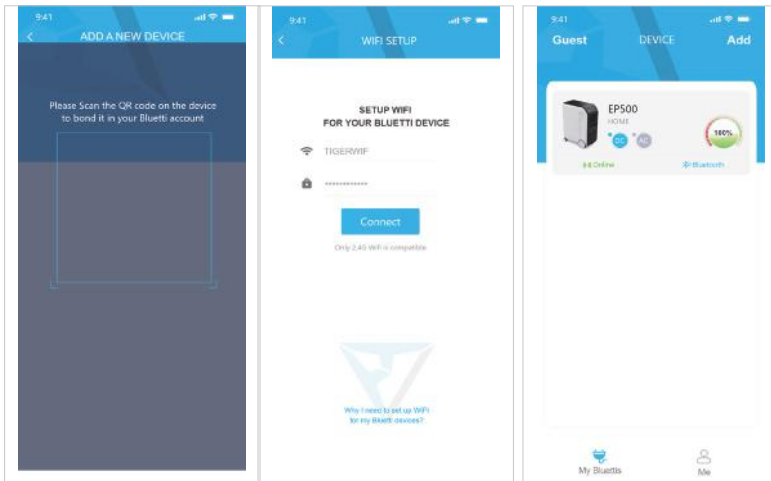 9:41
ADD A NEW DEVICE
Please Scan the QR code on the device
to bond it in your Bluetti account
9:41
WIFI SETUP
SETUP WIFI
FOR YOUR BLUETTI DEVICE
TIGERWIF
------------
Connect
Only 2.4G Wifi is compatible
Why I need to set up WiFi
for my Bluetti devices?
9:41
Guest DEVICE Add
EP500
HOME
DC AC
100%
Online Bluetooth
My Bluettis Me